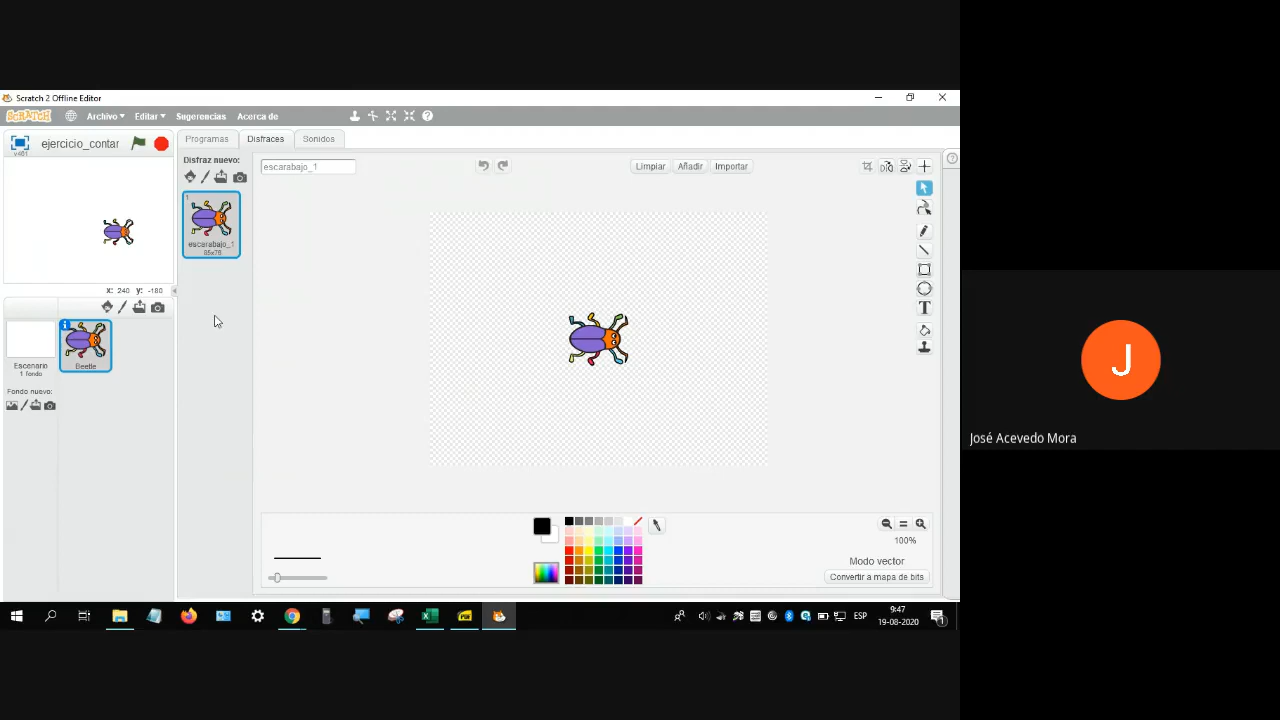 Scratch 2 Offline Editor
SCRATCH
Archivo
Editar
Sugerencias
Acerca de
v461
ejercicio_contar
Programas
Disfraces
Sonidos
Disfraz nuevo:
1
escarabajo_1
85x76
x: 240 y: -180
Escenario
1 fondo
Beetle
Fondo nuevo:
escarabajo_1
Limpiar
Añadir
Importar
T
100%
Modo vector
Convertir a mapa de bits
ESP
9:47
19-08-2020
1
J
José Acevedo Mora